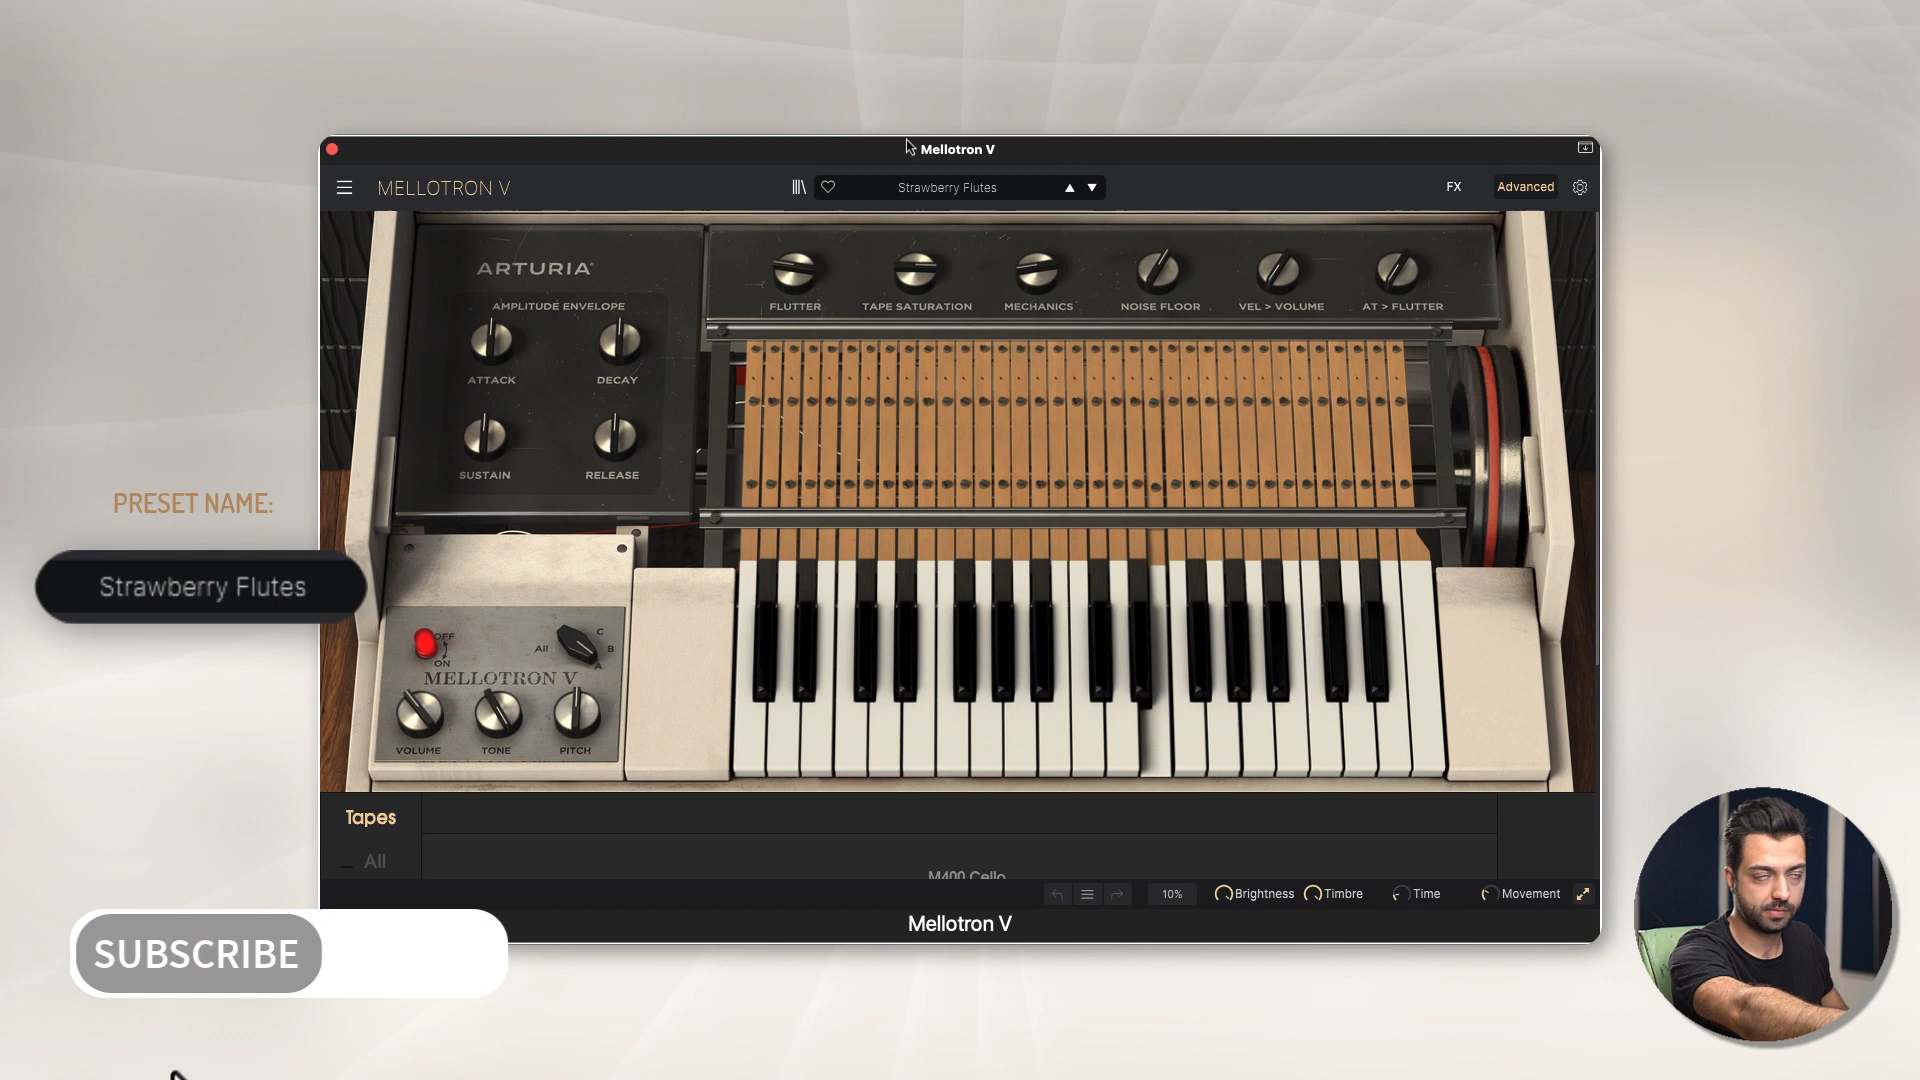 Mellotron V
MELLOTRON V
Strawberry Flutes
FX
Advanced
ARTURIA
AMPLITUDE ENVELOPE
ATTACK
DECAY
SUSTAIN
RELEASE
FLUTTER
TAPE SATURATION
MECHANICS
NOISE FLOOR
VEL > VOLUME
AT > FLUTTER
PRESET NAME:
Strawberry Flutes
OFF
ON
All
C
B
A
MELLOTRON V
VOLUME
TONE
PITCH
Tapes
All
M400 Cello
10%
Brightness
Timbre
Time
Movement
Mellotron V
SUBSCRIBE